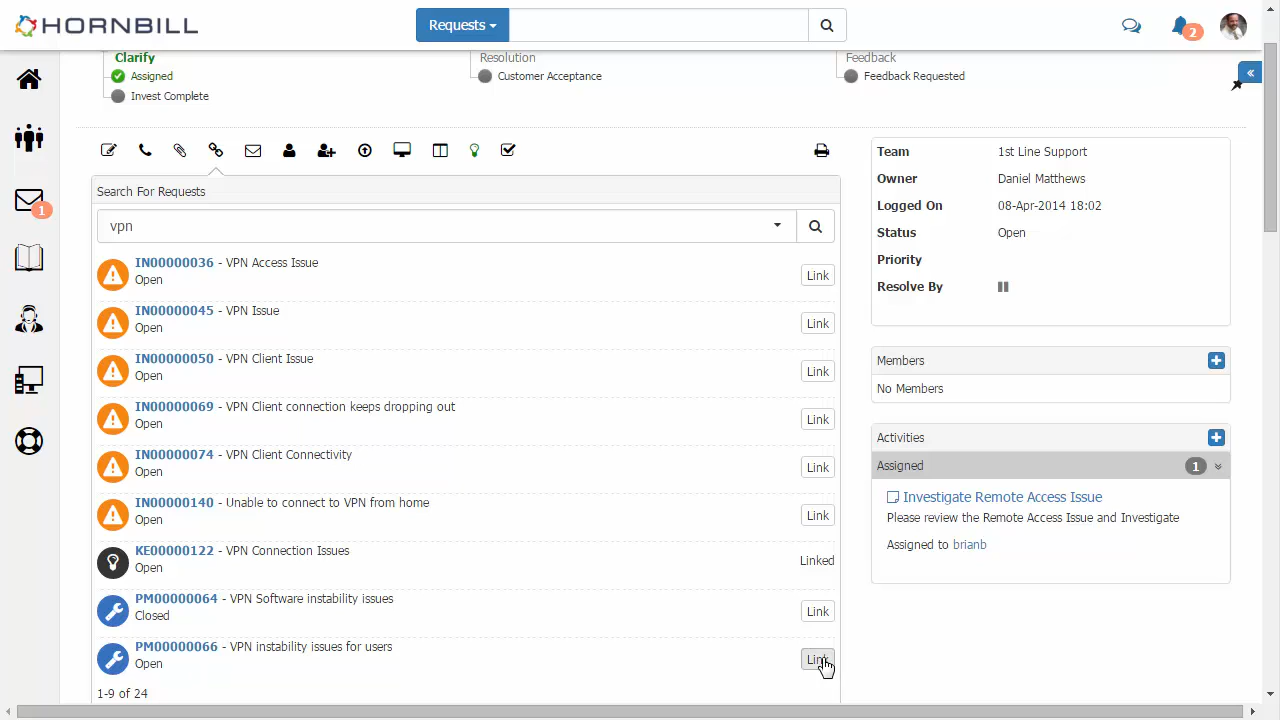 HORNBILL
Requests
2
Clarify
Resolution
Feedback
Assigned
Customer Acceptance
Feedback Requested
Invest Complete
1
Search For Requests
vpn
IN00000036 - VPN Access Issue
Open
Link
IN00000045 - VPN Issue
Open
Link
IN00000050 - VPN Client Issue
Open
Link
IN00000069 - VPN Client connection keeps dropping out
Open
Link
IN00000074 - VPN Client Connectivity
Open
Link
IN00000140 - Unable to connect to VPN from home
Open
Link
KE00000122 - VPN Connection Issues
Open
Linked
PM00000064 - VPN Software instability issues
Closed
Link
PM00000066 - VPN instability issues for users
Open
Link
1-9 of 24
Team 1st Line Support
Owner Daniel Matthews
Logged On 08-Apr-2014 18:02
Status Open
Priority
Resolve By
Members
No Members
Activities
Assigned 1
Investigate Remote Access Issue
Please review the Remote Access Issue and Investigate
Assigned to brianb